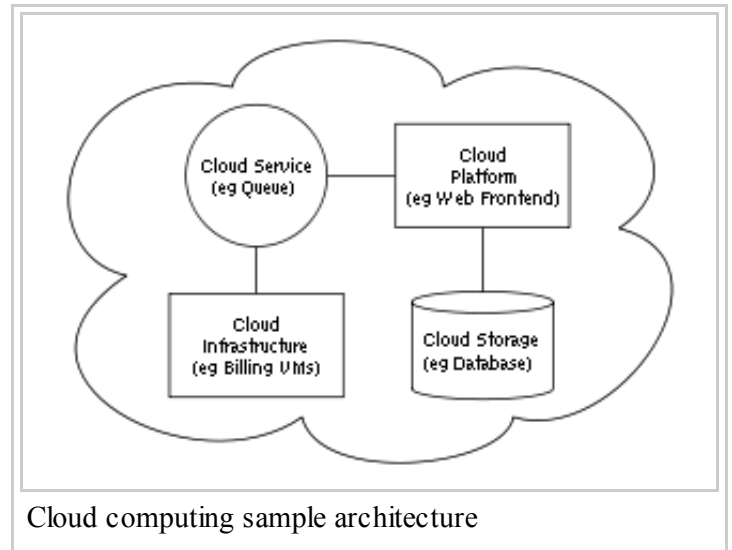 Cloud Service
(eg Queue)
Cloud
Platform
(eg Web Frontend)
Cloud
Infrastructure
(eg Billing VMs)
Cloud Storage
(eg Database)
Cloud computing sample architecture